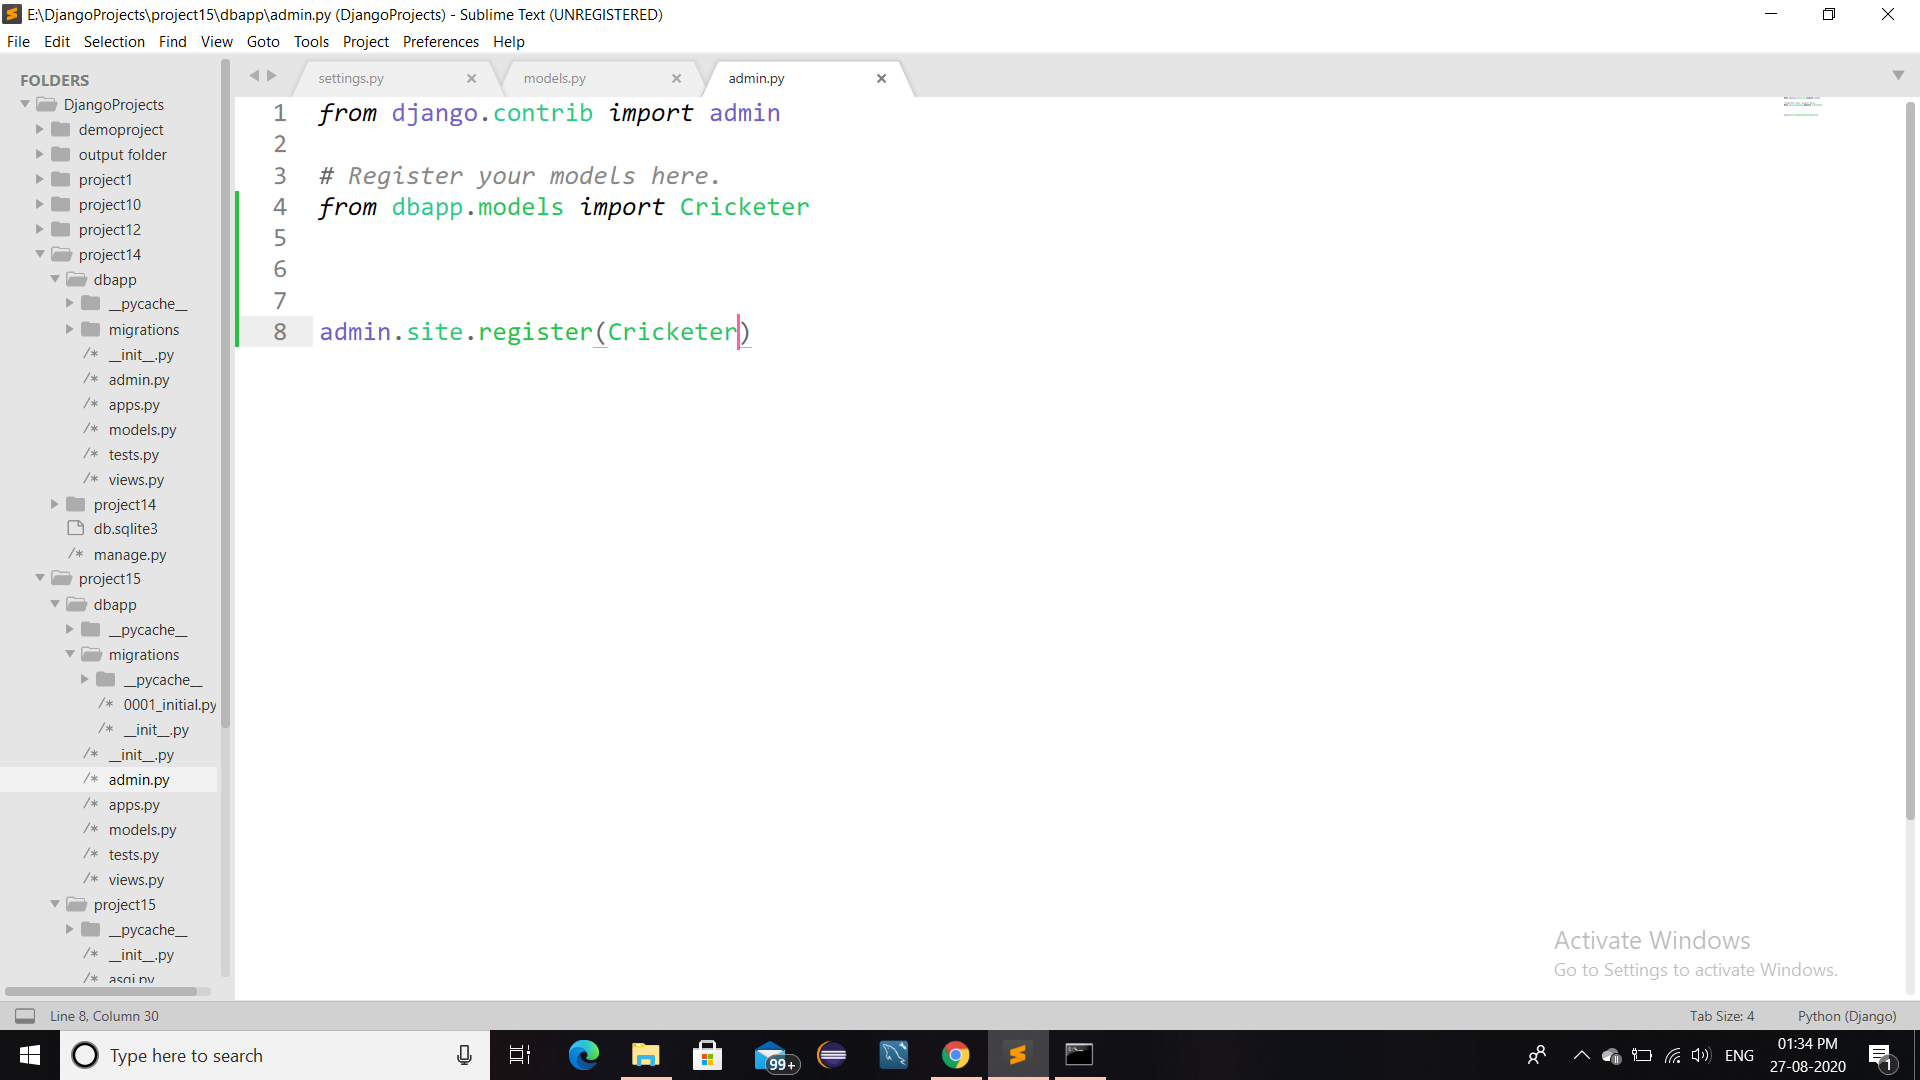 E:\DjangoProjects\project15\dbapp\admin.py (DjangoProjects) - Sublime Text (UNREGISTERED)
File Edit Selection Find View Goto Tools Project Preferences Help
FOLDERS
DjangoProjects
demoproject
output folder
project1
project10
project12
project14
dbapp
__pycache__
migrations
/* __init__.py
/* admin.py
/* apps.py
/* models.py
/* tests.py
/* views.py
project14
db.sqlite3
/* manage.py
project15
dbapp
__pycache__
migrations
__pycache__
/* 0001_initial.py
/* __init__.py
/* __init__.py
/* admin.py
/* apps.py
/* models.py
/* tests.py
/* views.py
project15
__pycache__
/* __init__.py
/* asgi.py
settings.py models.py admin.py
1 from django.contrib import admin
2
3 # Register your models here.
4 from dbapp.models import Cricketer
5
6
7
8 admin.site.register(Cricketer)
Activate Windows
Go to Settings to activate Windows.
Line 8, Column 30 Tab Size: 4 Python (Django)
Type here to search 99+ ENG 01:34 PM
27-08-2020 1